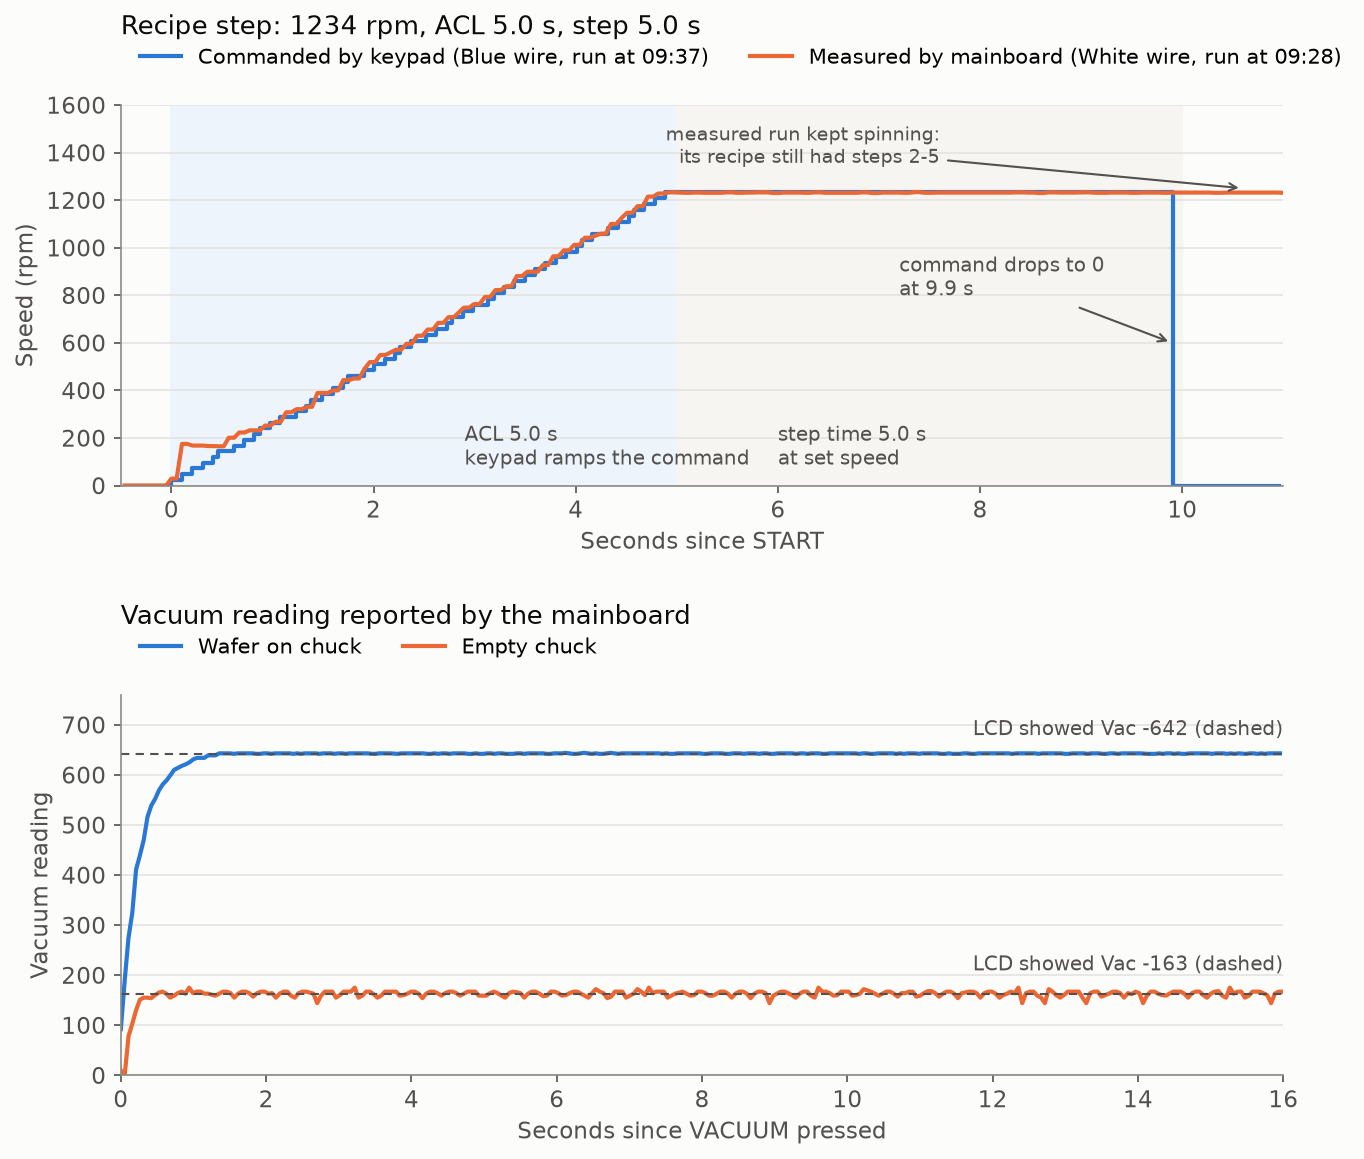 Recipe step: 1234 rpm, ACL 5.0 s, step 5.0 s
Commanded by keypad (Blue wire, run at 09:37)
Measured by mainboard (White wire, run at 09:28)
1600
1400
1200
1000
800
600
400
200
0
Speed (rpm)
measured run kept spinning:
its recipe still had steps 2-5
command drops to 0
at 9.9 s
ACL 5.0 s
keypad ramps the command
step time 5.0 s
at set speed
0 2 4 6 8 10
Seconds since START
Vacuum reading reported by the mainboard
Wafer on chuck
Empty chuck
700
600
500
400
300
200
100
0
Vacuum reading
LCD showed Vac -642 (dashed)
LCD showed Vac -163 (dashed)
0 2 4 6 8 10 12 14 16
Seconds since VACUUM pressed